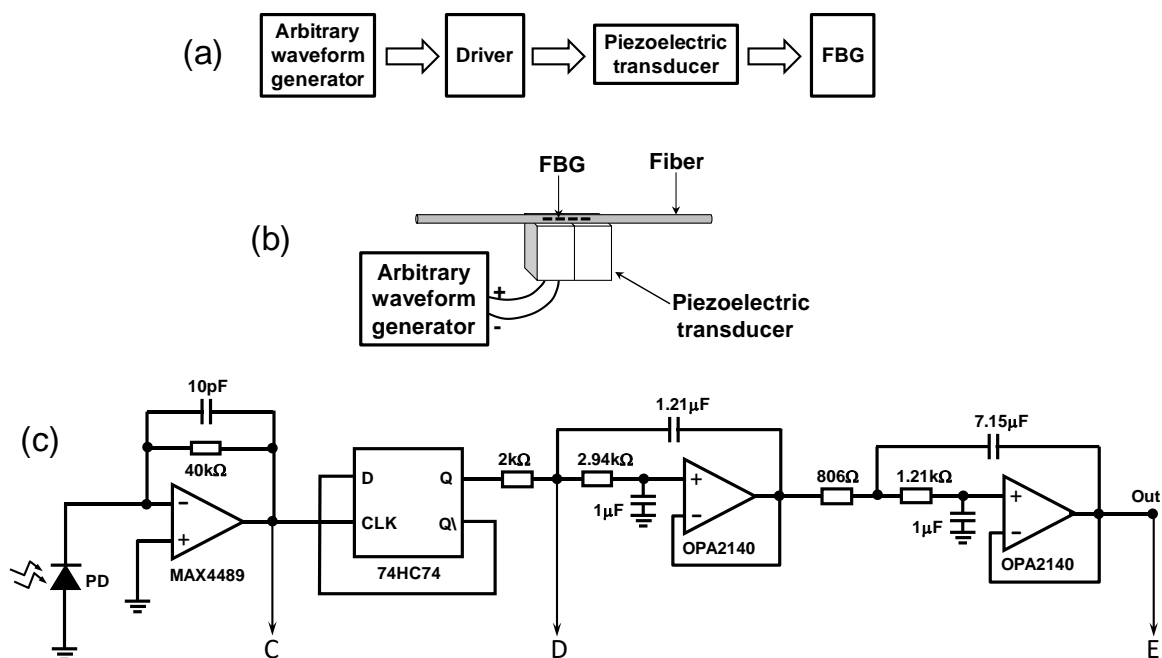 (a)
Arbitrary
waveform
generator
Driver
Piezoelectric
transducer
FBG
(b)
FBG
Fiber
Arbitrary
waveform
generator
+
-
Piezoelectric
transducer
(c)
10pF
40kΩ
−
+
MAX4489
PD
C
D
Q
CLK
Q\
74HC74
2kΩ
D
1.21μF
2.94kΩ
1μF
+
−
OPA2140
806Ω
7.15μF
1.21kΩ
1μF
+
−
OPA2140
Out
E